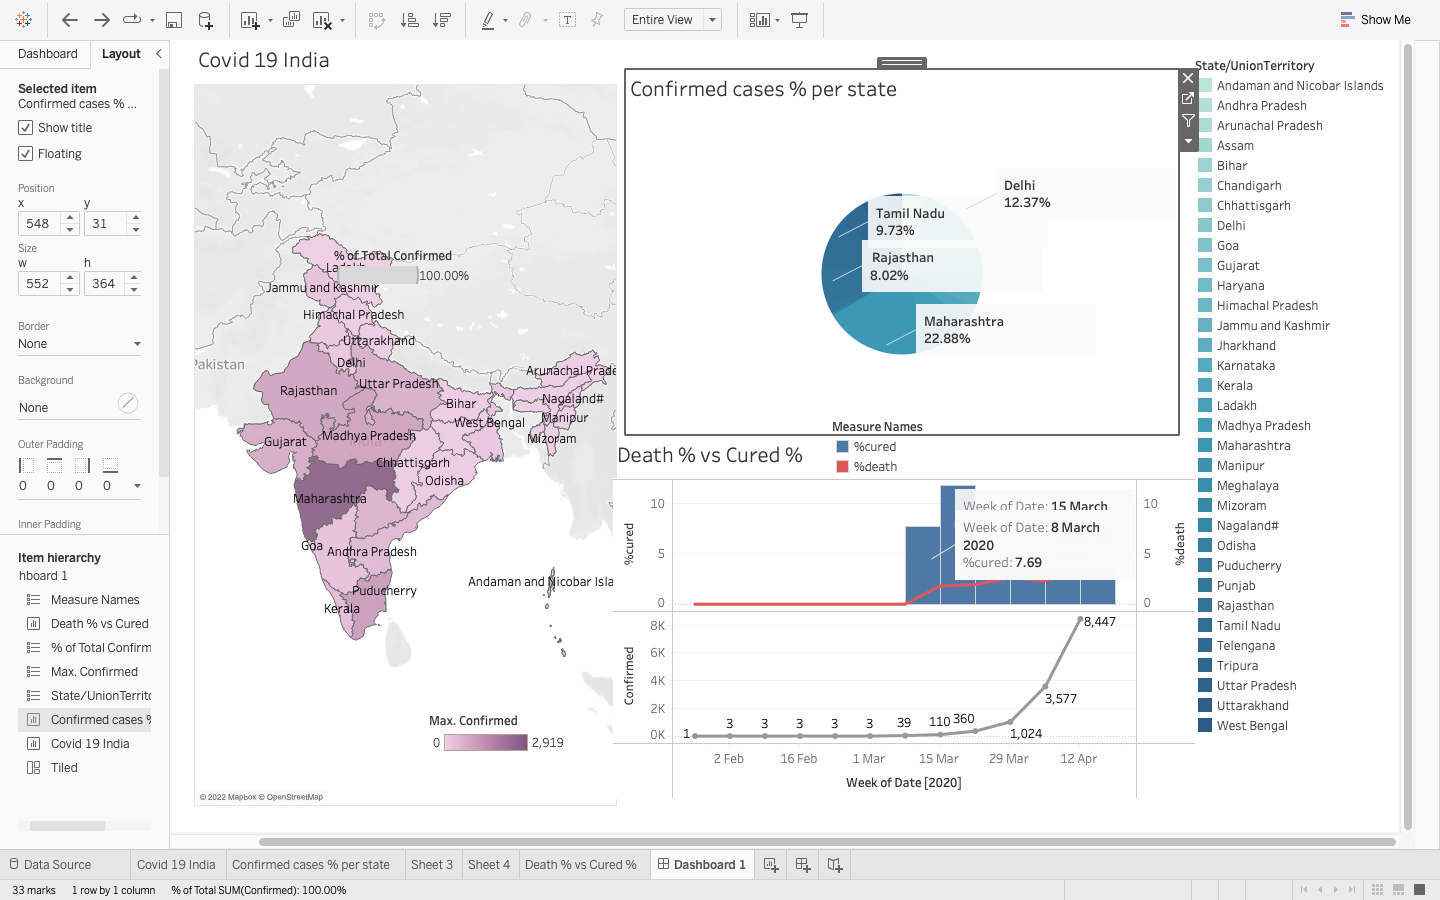 Entire View
Show Me
Dashboard
Layout
Selected item
Confirmed cases % ...
Show title
Floating
Position
x
y
548
31
Size
w
h
552
364
Border
None
Background
None
Outer Padding
0
0
0
0
Inner Padding
Item hierarchy
hboard 1
Measure Names
Death % vs Cured
% of Total Confirm
Max. Confirmed
State/UnionTerrito
Confirmed cases %
Covid 19 India
Tiled
Covid 19 India
% of Total Confirmed
100.00%
Jammu and Kashmir
Himachal Pradesh
Uttarakhand
Pakistan
Delhi
Arunachal Prade
Rajasthan
Uttar Pradesh
Bihar
Nagaland#
West Bengal
Manipur
Gujarat
Madhya Pradesh
Mizoram
Chhattisgarh
Odisha
Maharashtra
Goa
Andhra Pradesh
Andaman and Nicobar Isla
Puducherry
Kerala
Max. Confirmed
0
2,919
© 2022 Mapbox © OpenStreetMap
Confirmed cases % per state
Delhi
12.37%
Tamil Nadu
9.73%
Rajasthan
8.02%
Maharashtra
22.88%
Measure Names
%cured
%death
Death % vs Cured %
10
5
0
%cured
10
5
0
%death
Week of Date: 15 March
Week of Date: 8 March
2020
%cured: 7.69
8K
6K
4K
2K
0K
Confirmed
1
3
3
3
3
3
39
110
360
1,024
3,577
8,447
2 Feb
16 Feb
1 Mar
15 Mar
29 Mar
12 Apr
Week of Date [2020]
State/UnionTerritory
Andaman and Nicobar Islands
Andhra Pradesh
Arunachal Pradesh
Assam
Bihar
Chandigarh
Chhattisgarh
Delhi
Goa
Gujarat
Haryana
Himachal Pradesh
Jammu and Kashmir
Jharkhand
Karnataka
Kerala
Ladakh
Madhya Pradesh
Maharashtra
Manipur
Meghalaya
Mizoram
Nagaland#
Odisha
Puducherry
Punjab
Rajasthan
Tamil Nadu
Telengana
Tripura
Uttar Pradesh
Uttarakhand
West Bengal
Data Source
Covid 19 India
Confirmed cases % per state
Sheet 3
Sheet 4
Death % vs Cured %
Dashboard 1
33 marks
1 row by 1 column
% of Total SUM(Confirmed): 100.00%